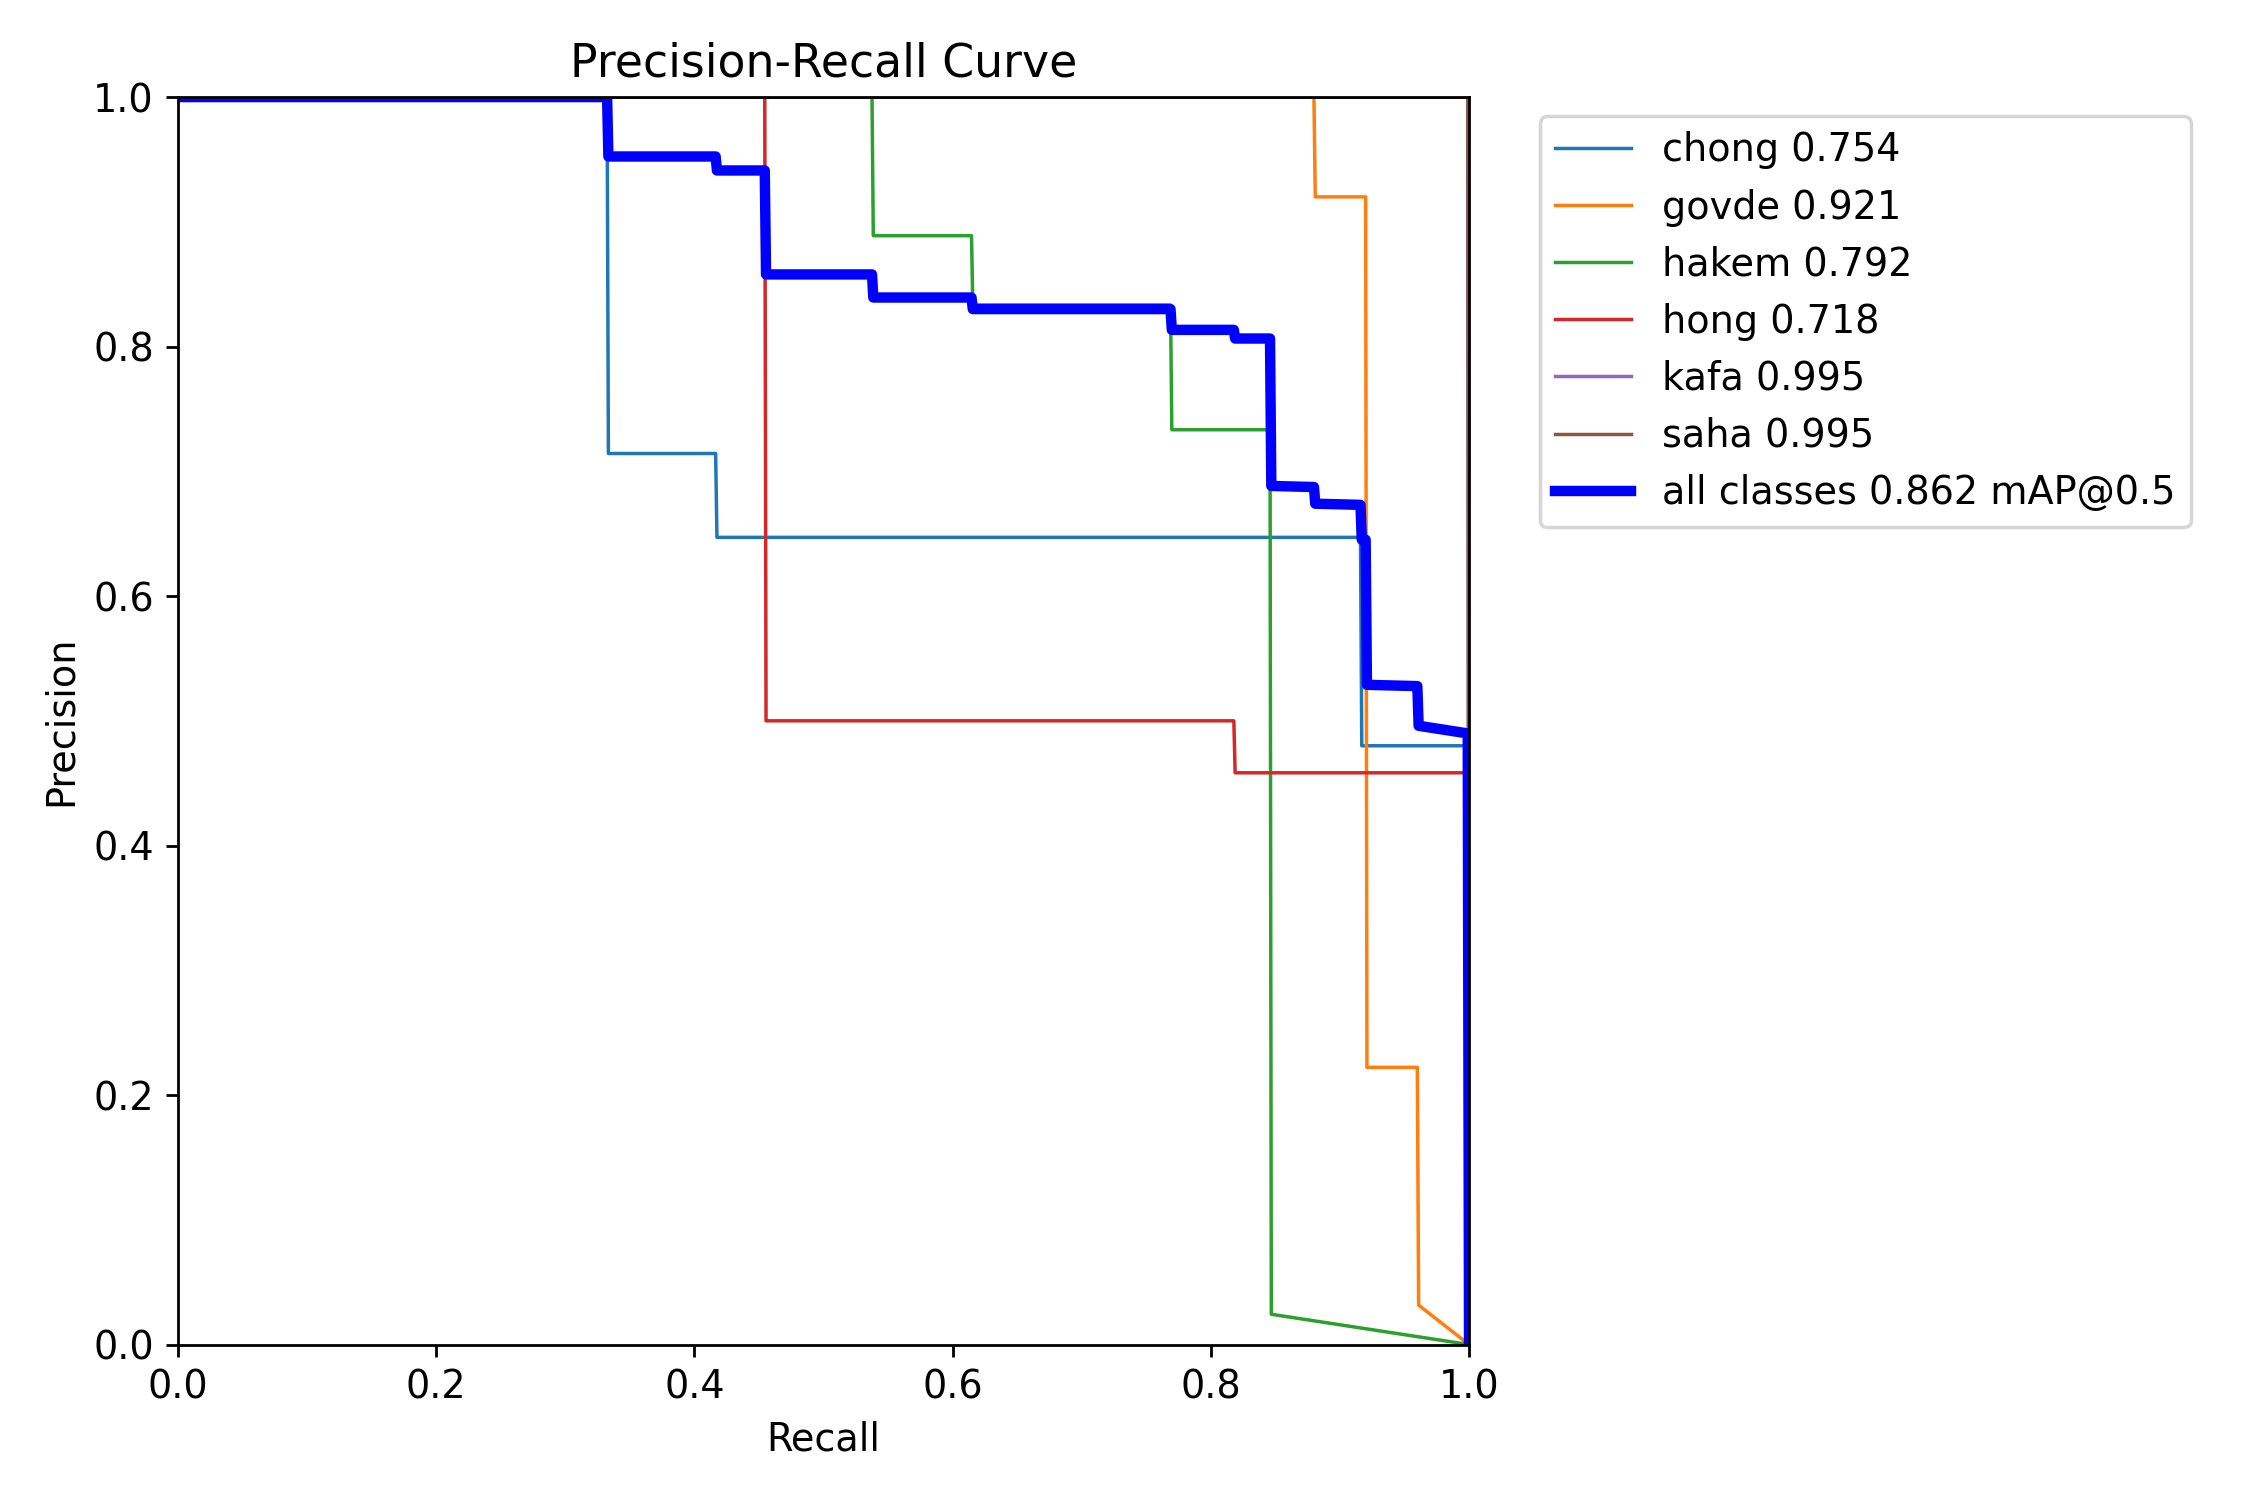 Precision-Recall Curve
1.0
0.8
0.6
0.4
0.2
0.0
Precision
0.0 0.2 0.4 0.6 0.8 1.0
Recall
chong 0.754
govde 0.921
hakem 0.792
hong 0.718
kafa 0.995
saha 0.995
all classes 0.862 mAP@0.5